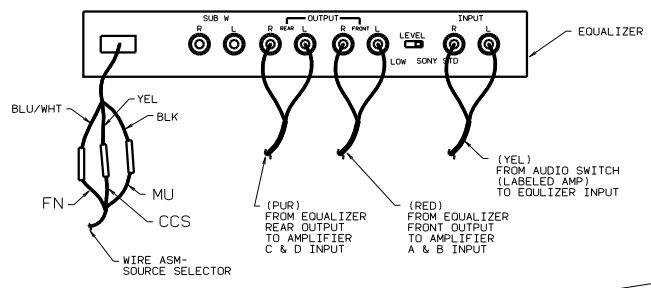 SUB W
R L
R REAR OUTPUT L
R FRONT L
LEVEL
LOW SONY STD
INPUT
R L
EQUALIZER
BLU/WHT
YEL
BLK
FN
MU
CCS
WIRE ASM-
SOURCE SELECTOR
(PUR)
FROM EQUALIZER
REAR OUTPUT
TO AMPLIFIER
C & D INPUT
(RED)
FROM EQUALIZER
FRONT OUTPUT
TO AMPLIFIER
A & B INPUT
(YEL)
FROM AUDIO SWITCH
(LABELED AMP)
TO EQULIZER INPUT